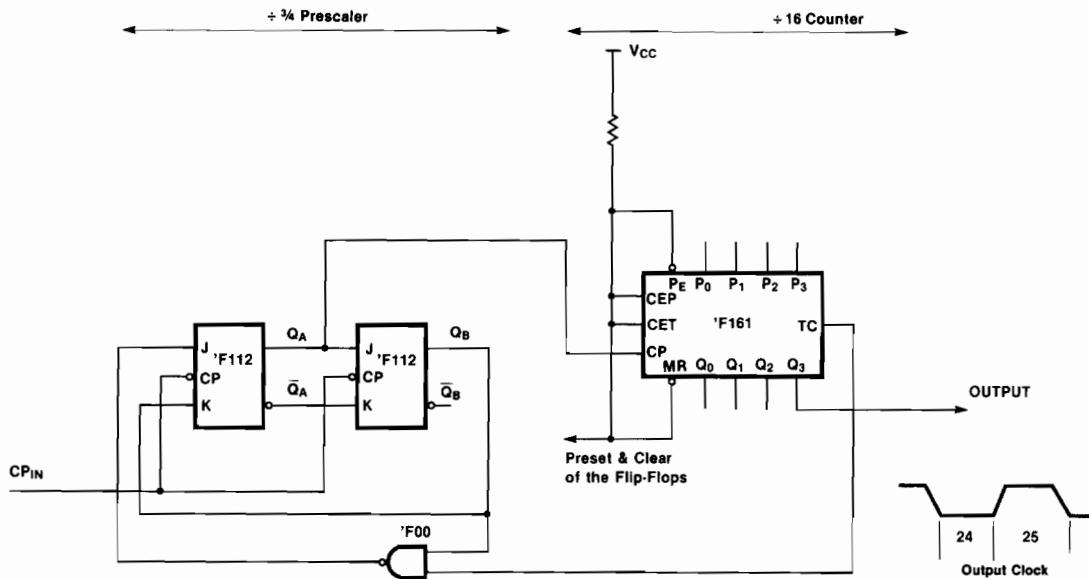 ÷ ¾ Prescaler
÷ 16 Counter
VCC
PE P0 P1 P2 P3
CEP
CET
'F161
TC
CP
MR Q0 Q1 Q2 Q3
OUTPUT
QA
QB
J
'F112
CP
K
Q̅A
J
'F112
CP
K
Q̅B
Preset & Clear
of the Flip-Flops
CPIN
'F00
24
25
Output Clock